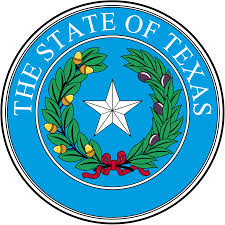 THE STATE OF TEXAS